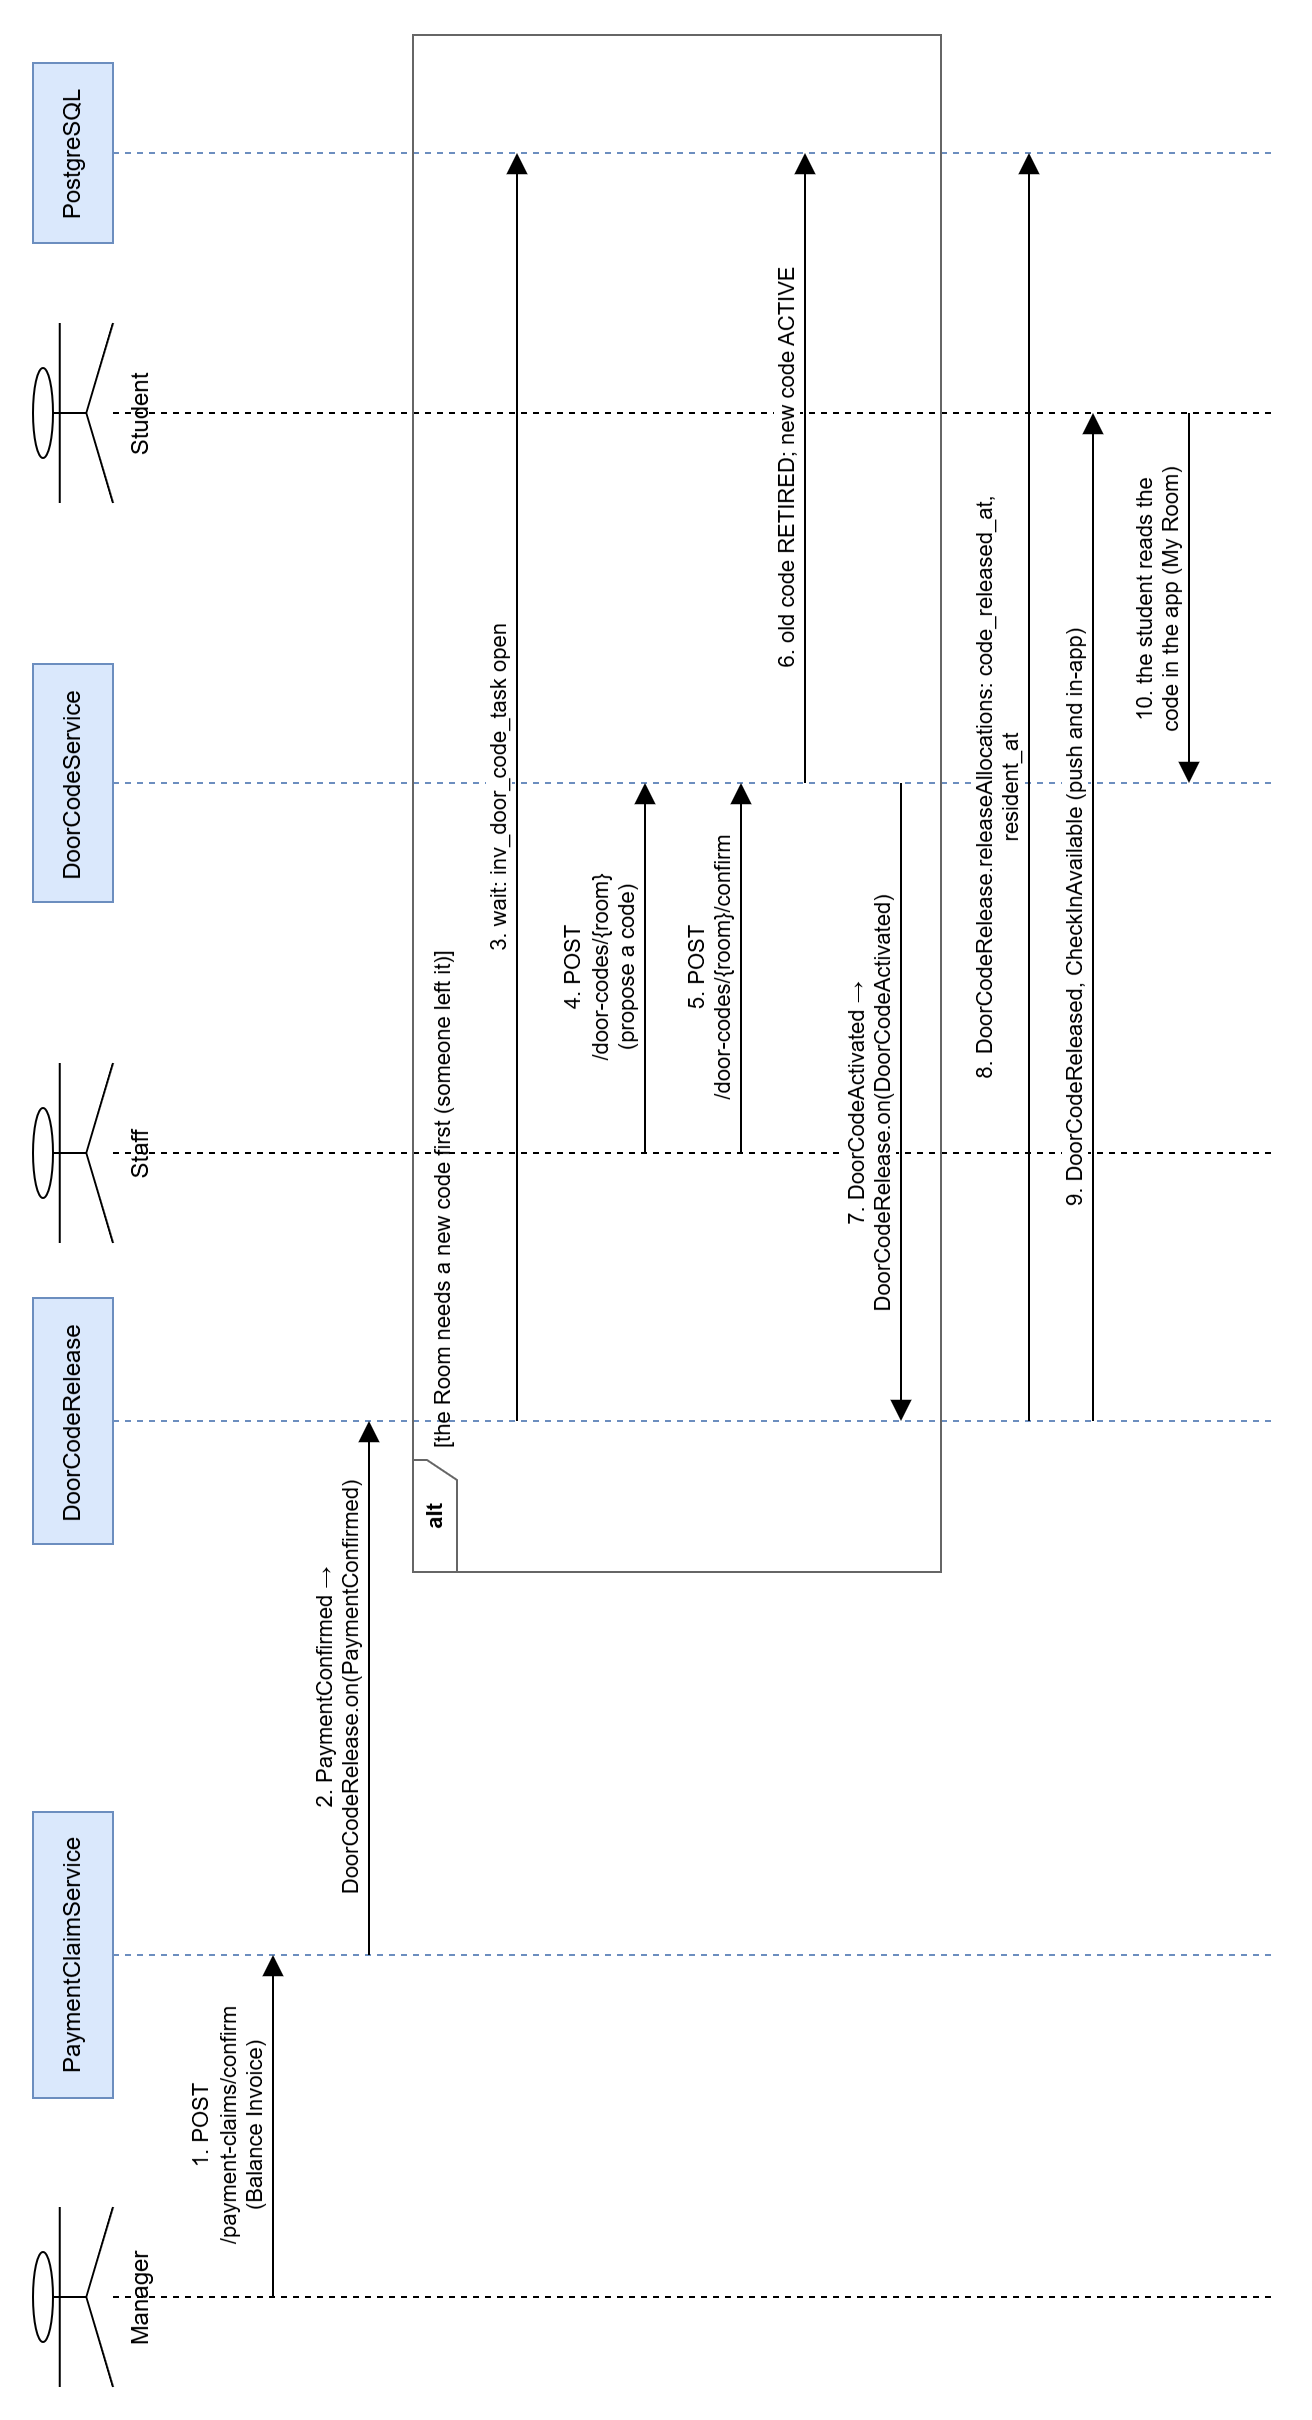 Manager
PaymentClaimService
DoorCodeRelease
Staff
DoorCodeService
Student
PostgreSQL
1. POST
/payment-claims/confirm
(Balance Invoice)
2. PaymentConfirmed →
DoorCodeRelease.on(PaymentConfirmed)
alt
[the Room needs a new code first (someone left it)]
3. wait: inv_door_code_task open
4. POST
/door-codes/{room}
(propose a code)
5. POST
/door-codes/{room}/confirm
6. old code RETIRED; new code ACTIVE
7. DoorCodeActivated →
DoorCodeRelease.on(DoorCodeActivated)
8. DoorCodeRelease.releaseAllocations: code_released_at,
resident_at
9. DoorCodeReleased, CheckInAvailable (push and in-app)
10. the student reads the
code in the app (My Room)